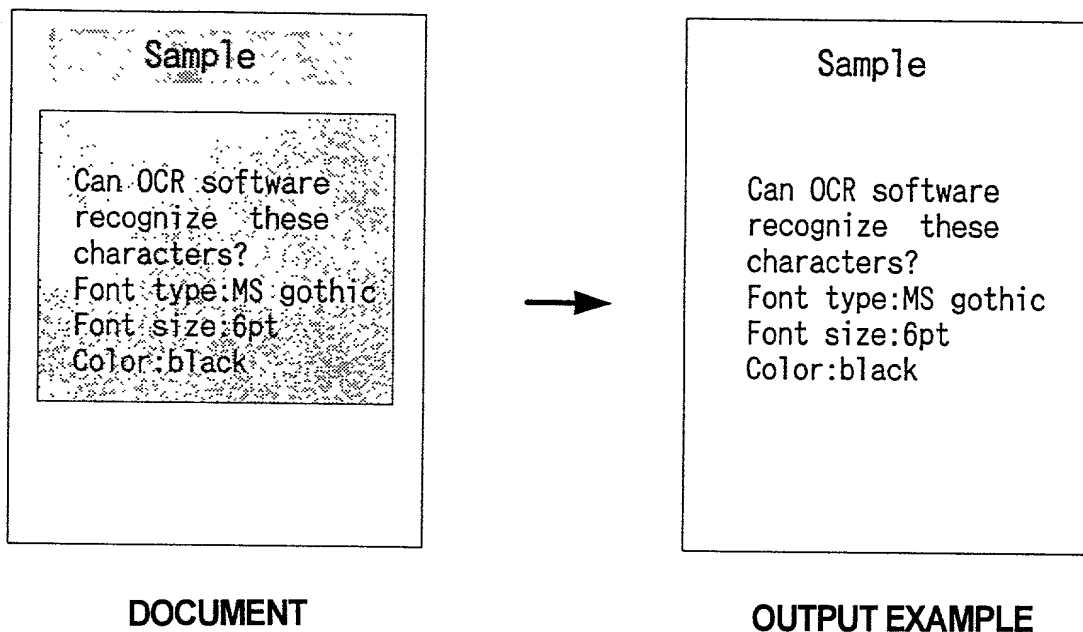 Sample
Can OCR software
recognize these
characters?
Font type:MS gothic
Font size:6pt
Color:black
DOCUMENT
Sample
Can OCR software
recognize these
characters?
Font type:MS gothic
Font size:6pt
Color:black
OUTPUT EXAMPLE